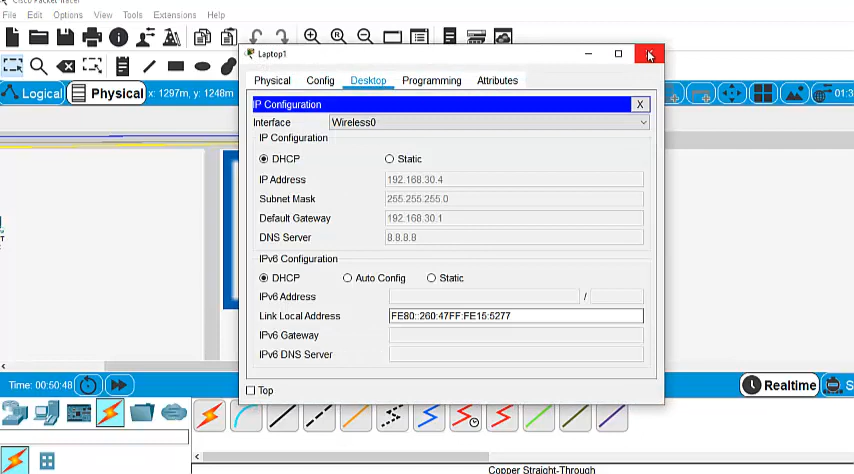 Cisco Packet Tracer
File Edit Options View Tools Extensions Help
Laptop1
Physical Config Desktop Programming Attributes
Logical Physical x: 1297m, y: 1248m
IP Configuration X
Interface Wireless0
IP Configuration
DHCP Static
IP Address 192.168.30.4
Subnet Mask 255.255.255.0
Default Gateway 192.168.30.1
DNS Server 8.8.8.8
IPv6 Configuration
DHCP Auto Config Static
IPv6 Address /
Link Local Address FE80::260:47FF:FE15:5277
IPv6 Gateway
IPv6 DNS Server
Time: 00:50:48 Realtime S
Top
Copper Straight-Through